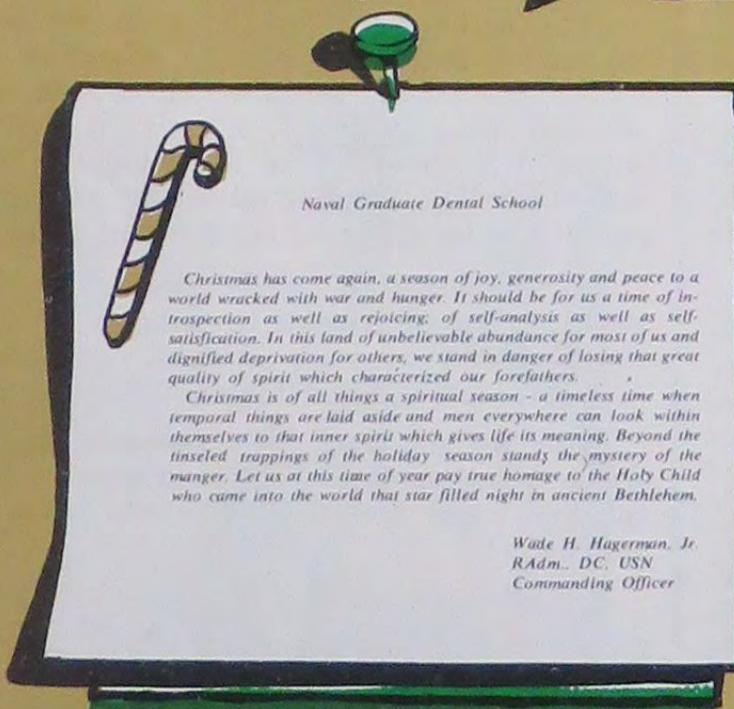 Naval Graduate Dental School
Christmas has come again, a season of joy, generosity and peace to a
world wracked with war and hunger. It should be for us a time of in-
trospection as well as rejoicing; of self-analysis as well as self-
satisfication. In this land of unbelievable abundance for most of us and
dignified deprivation for others, we stand in danger of losing that great
quality of spirit which characterized our forefathers.
Christmas is of all things a spiritual season - a timeless time when
temporal things are laid aside and men everywhere can look within
themselves to that inner spirit which gives life its meaning. Beyond the
tinseled trappings of the holiday season stands the mystery of the
manger. Let us at this time of year pay true homage to the Holy Child
who came into the world that star filled night in ancient Bethlehem.
Wade H. Hagerman, Jr.
RAdm., DC, USN
Commanding Officer